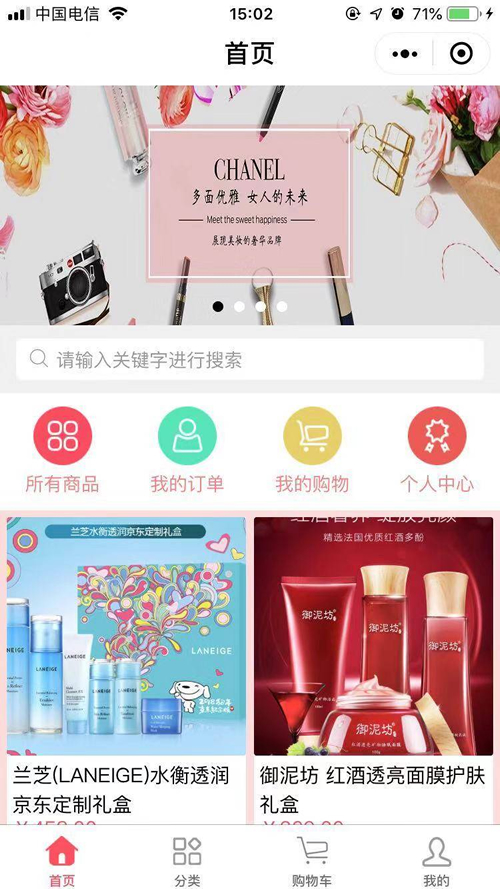 中国电信
15:02
71%
首页
CHANEL
多面优雅 女人的未来
Meet the sweet happiness
展现美妆的奢华品牌
请输入关键字进行搜索
所有商品
我的订单
我的购物
个人中心
兰芝水衡透润京东定制礼盒
LANEIGE
精选法国优质红酒多酚
御泥坊
御泥坊
御泥坊
兰芝(LANEIGE)水衡透润
京东定制礼盒
御泥坊 红酒透亮面膜护肤
礼盒
首页
分类
购物车
我的